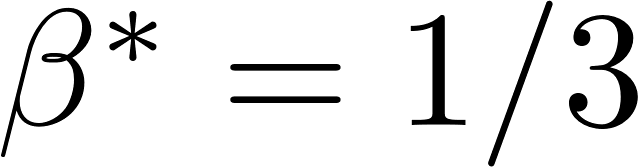 β* = 1/3